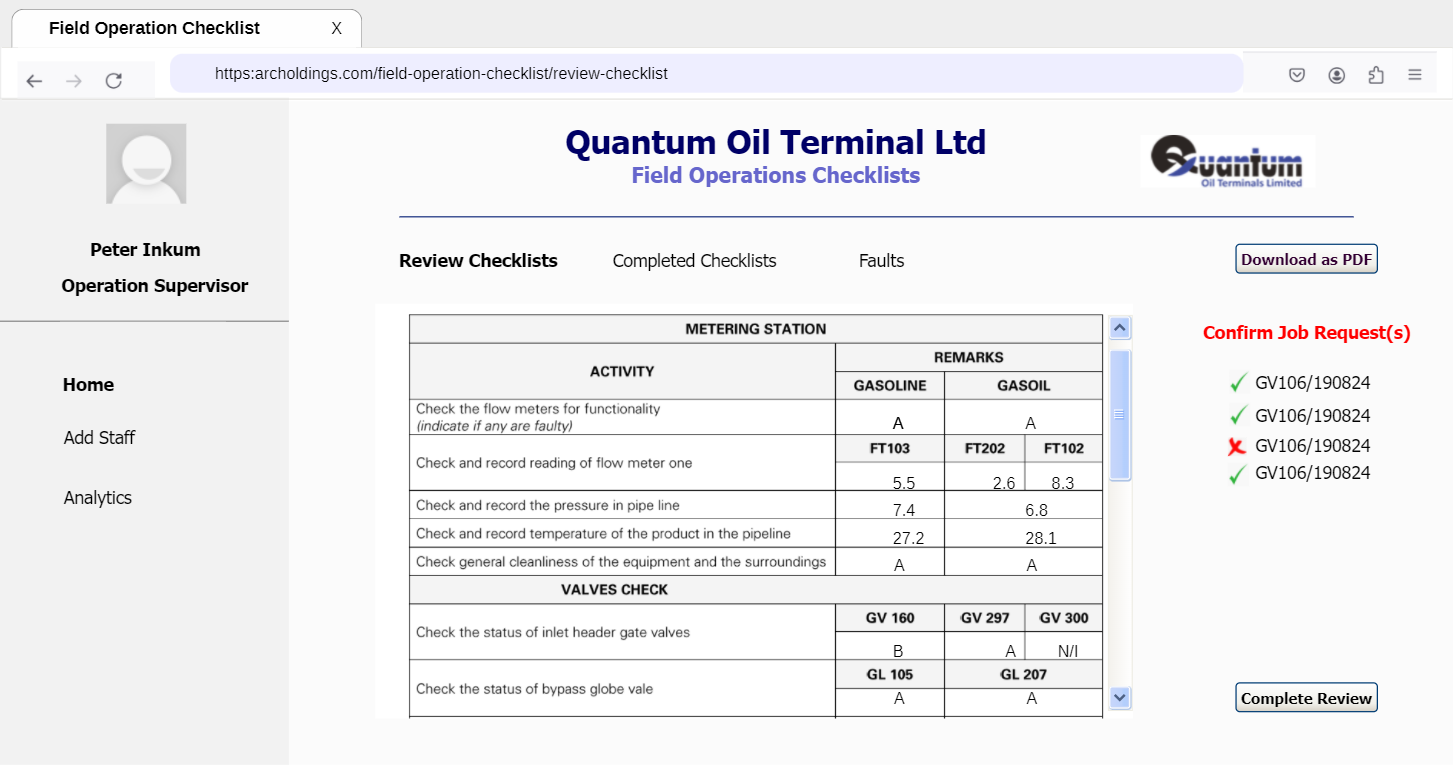 Field Operation Checklist X
https:archoldings.com/field-operation-checklist/review-checklist
Peter Inkum
Operation Supervisor
Home
Add Staff
Analytics
Quantum Oil Terminal Ltd
Field Operations Checklists
Quantum
Oil Terminals Limited
Review Checklists Completed Checklists Faults
Download as PDF
METERING STATION
ACTIVITY
REMARKS
GASOLINE GASOIL
Check the flow meters for functionality
(indicate if any are faulty)
A A
Check and record reading of flow meter one
FT103 FT202 FT102
5.5 2.6 8.3
Check and record the pressure in pipe line 7.4 6.8
Check and record temperature of the product in the pipeline 27.2 28.1
Check general cleanliness of the equipment and the surroundings A A
VALVES CHECK
Check the status of inlet header gate valves
GV 160 GV 297 GV 300
B A N/I
Check the status of bypass globe vale
GL 105 GL 207
A A
Confirm Job Request(s)
GV106/190824
GV106/190824
GV106/190824
GV106/190824
Complete Review